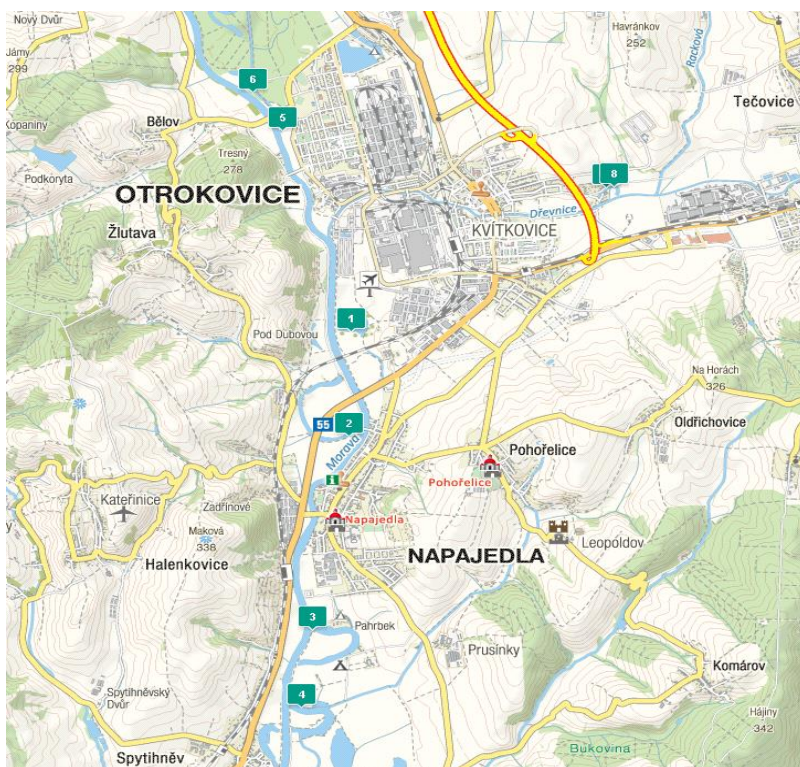 Nový Dvůr
Havránkov
252
Racková
Jámy
299
6
Tečovice
5
Bělov
Kopaniny
Tresný
278
Podkoryta
8
OTROKOVICE
Dřevnice
Žlutava
KVÍTKOVICE
1
Pod Dubovou
Na Horách
326
55
2
Oldřichovice
Morava
Pohořelice
Pohořelice
i
Kateřinice
Zadřínové
Napajedla
Maková
338
Leopoldov
NAPAJEDLA
Halenkovice
3
Pahrbek
Prusinky
Komárov
Spytihněvský
Dvůr
4
Hájiny
342
Bukovina
Spytihněv